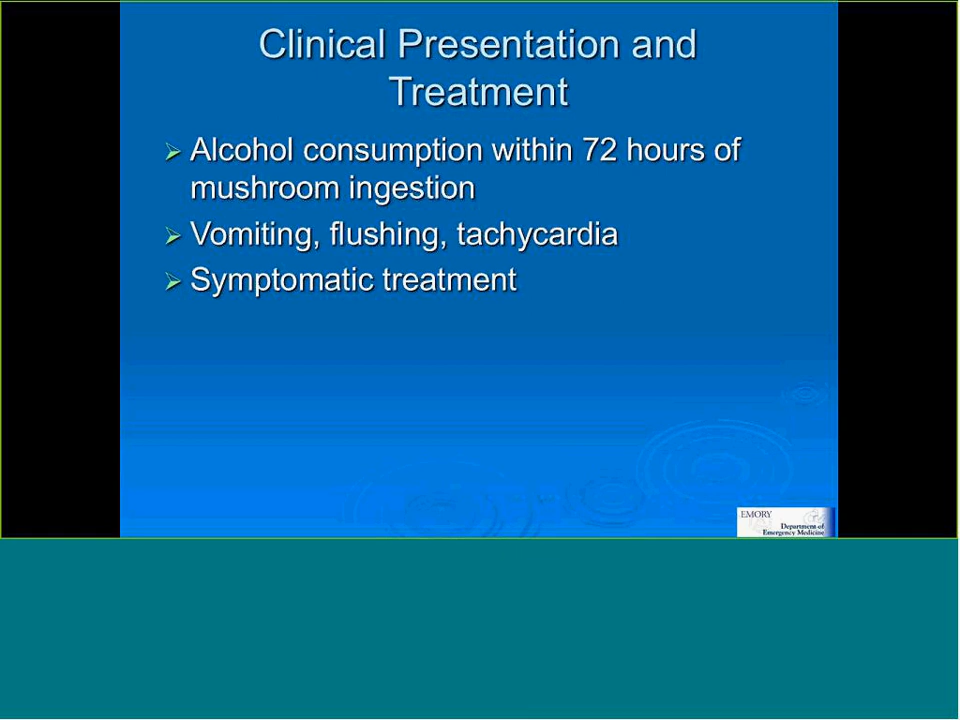 Clinical Presentation and
Treatment
Alcohol consumption within 72 hours of
mushroom ingestion
Vomiting, flushing, tachycardia
Symptomatic treatment
EMORY
Department of
Emergency Medicine